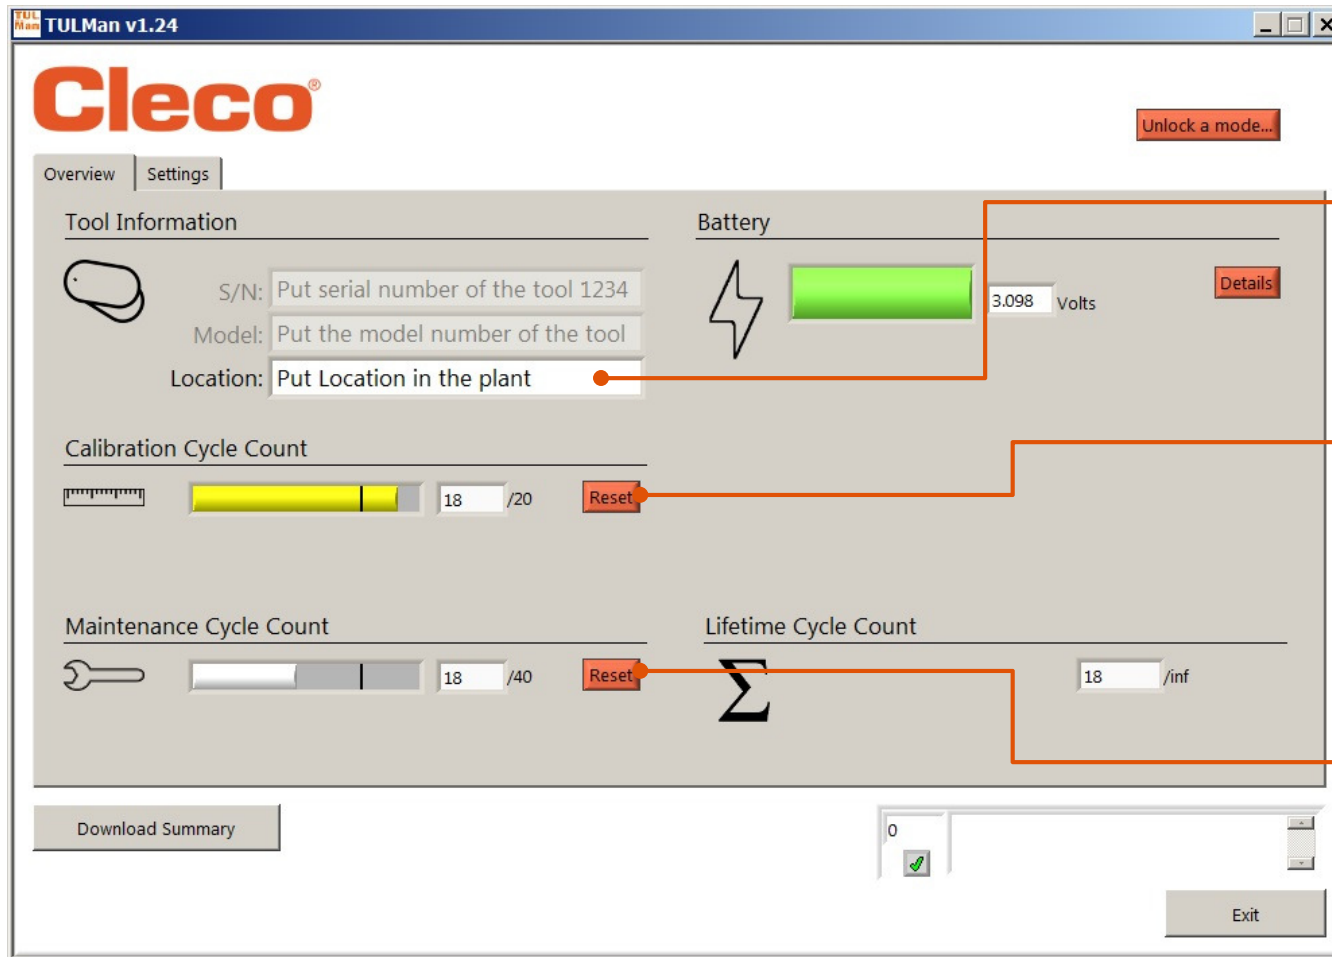 TUL
Man TULMan v1.24
Cleco®
Unlock a mode...
Overview Settings
Tool Information
S/N: Put serial number of the tool 1234
Model: Put the model number of the tool
Location: Put Location in the plant
Battery
3.098 Volts
Details
Calibration Cycle Count
18 /20 Reset
Maintenance Cycle Count
18 /40 Reset
Lifetime Cycle Count
Σ 18 /inf
Download Summary
0
Exit